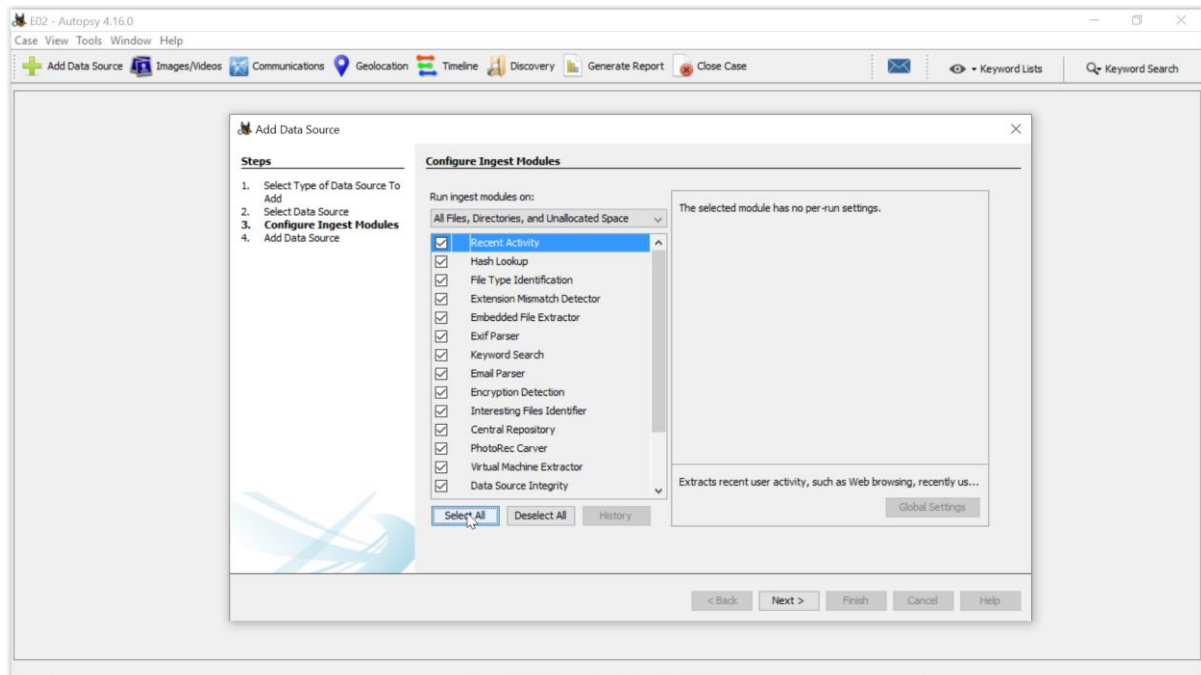 E02 - Autopsy 4.16.0
Case View Tools Window Help
Add Data Source Images/Videos Communications Geolocation Timeline Discovery Generate Report Close Case Keyword Lists Keyword Search
Add Data Source
Steps
1. Select Type of Data Source To
Add
2. Select Data Source
3. Configure Ingest Modules
4. Add Data Source
Configure Ingest Modules
Run ingest modules on:
All Files, Directories, and Unallocated Space
Recent Activity
Hash Lookup
File Type Identification
Extension Mismatch Detector
Embedded File Extractor
Exif Parser
Keyword Search
Email Parser
Encryption Detection
Interesting Files Identifier
Central Repository
PhotoRec Carver
Virtual Machine Extractor
Data Source Integrity
Select All Deselect All History
The selected module has no per-run settings.
Extracts recent user activity, such as Web browsing, recently us...
Global Settings
< Back Next > Finish Cancel Help